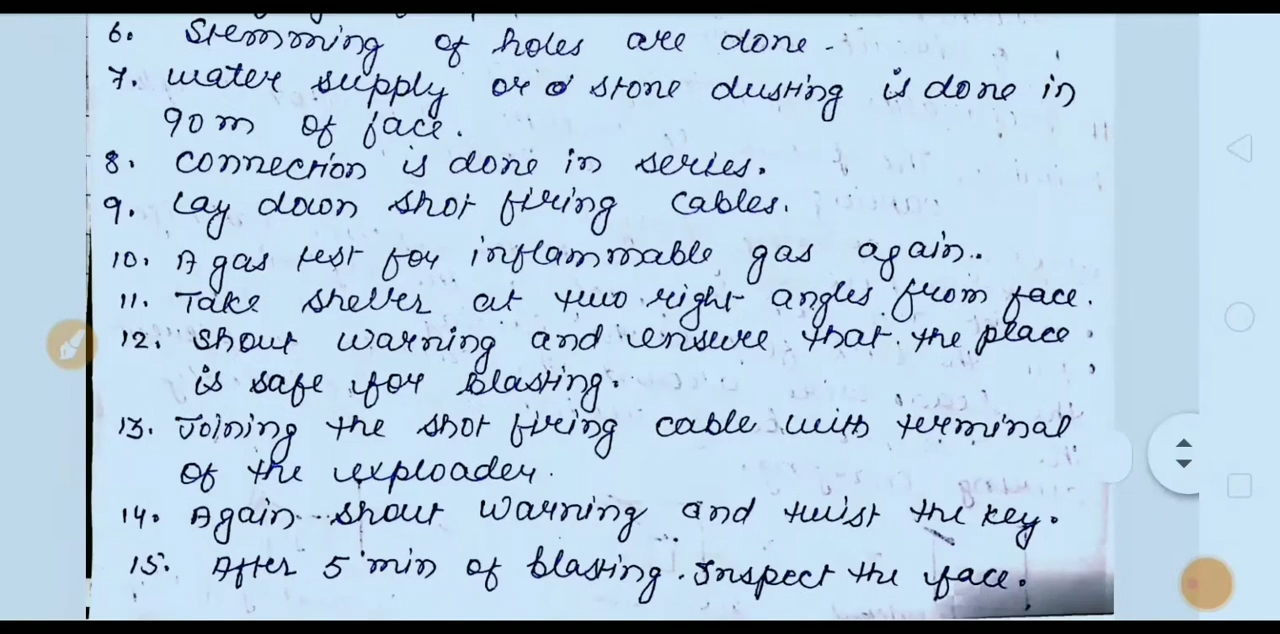 6. Stemming of holes are done.
7. water supply or stone dusting is done in
90m of face.
8. connection is done in series.
9. Lay down shot firing cables.
10. A gas test for inflammable gas again..
11. Take shelter at two right angles from face.
12. shout warning and ensure that the place
is safe for blasting.
13. Joining the shot firing cable with terminal
of the exploader.
14. Again shout warning and twist the key.
15. After 5 min of blasting. Inspect the face.